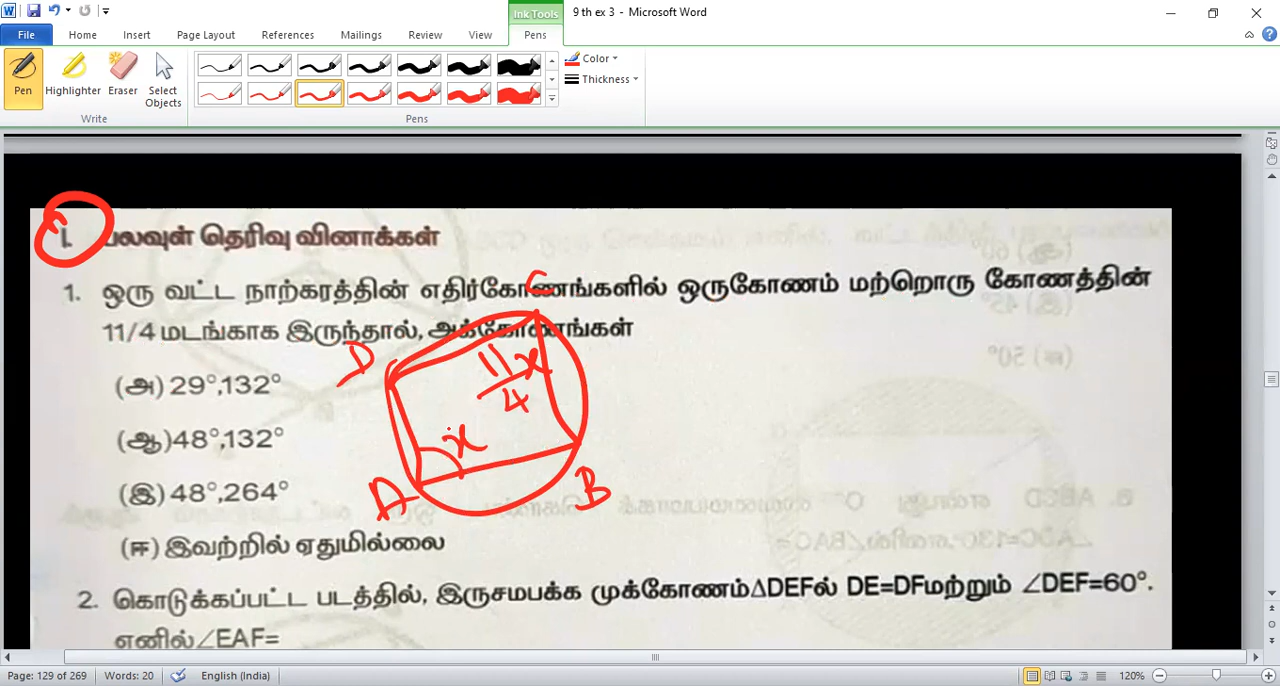 Ink Tools
9 th ex 3 - Microsoft Word
File Home Insert Page Layout References Mailings Review View Pens
Pen Highlighter Eraser Select Objects
Color
Thickness
Write
Pens
I. பலவுள் தெரிவு வினாக்கள்
1. ஒரு வட்ட நாற்கரத்தின் எதிர்கோணங்களில் ஒருகோணம் மற்றொரு கோணத்தின்
11/4 மடங்காக இருந்தால், அக்கோணங்கள்
C
D
11/4 x
(அ) 29°,132°
(ஆ)48°,132°
x
(இ) 48°,264°
A
B
(ஈ) இவற்றில் ஏதுமில்லை
2. கொடுக்கப்பட்ட படத்தில், இருசமபக்க முக்கோணம்ΔDEFல் DE=DFமற்றும் ∠DEF=60°.
எனில்∠EAF=
Page: 129 of 269 Words: 20 English (India) 120%